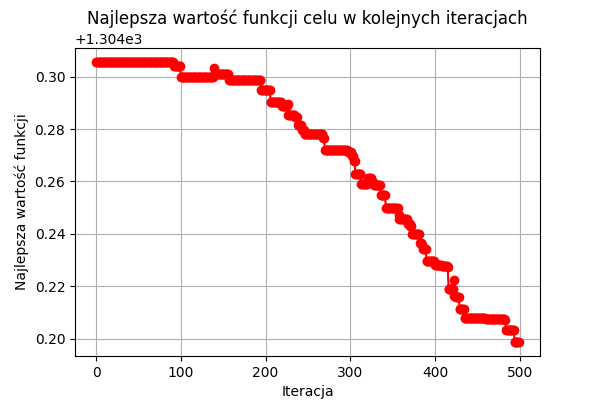 Najlepsza wartość funkcji celu w kolejnych iteracjach
+1.304e3
0.30
0.28
0.26
0.24
0.22
0.20
Najlepsza wartość funkcji
0 100 200 300 400 500
Iteracja